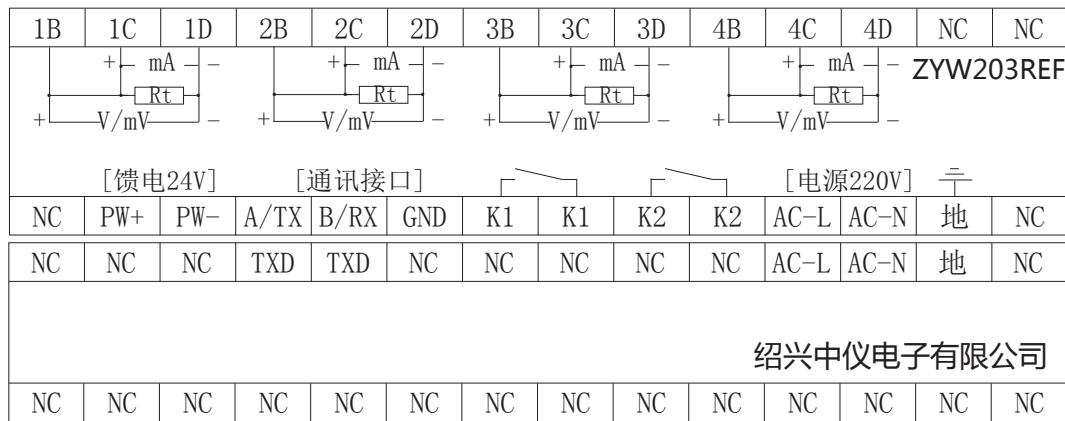 1B 1C 1D 2B 2C 2D 3B 3C 3D 4B 4C 4D NC NC
+ mA - + mA - + mA - + mA - ZYW203REF
Rt Rt Rt Rt
+ V/mV - + V/mV - + V/mV - + V/mV -
[馈电24V] [通讯接口] [电源220V]
NC PW+ PW- A/TX B/RX GND K1 K1 K2 K2 AC-L AC-N 地 NC
NC NC NC TXD TXD NC NC NC NC NC AC-L AC-N 地 NC
绍兴中仪电子有限公司
NC NC NC NC NC NC NC NC NC NC NC NC NC NC